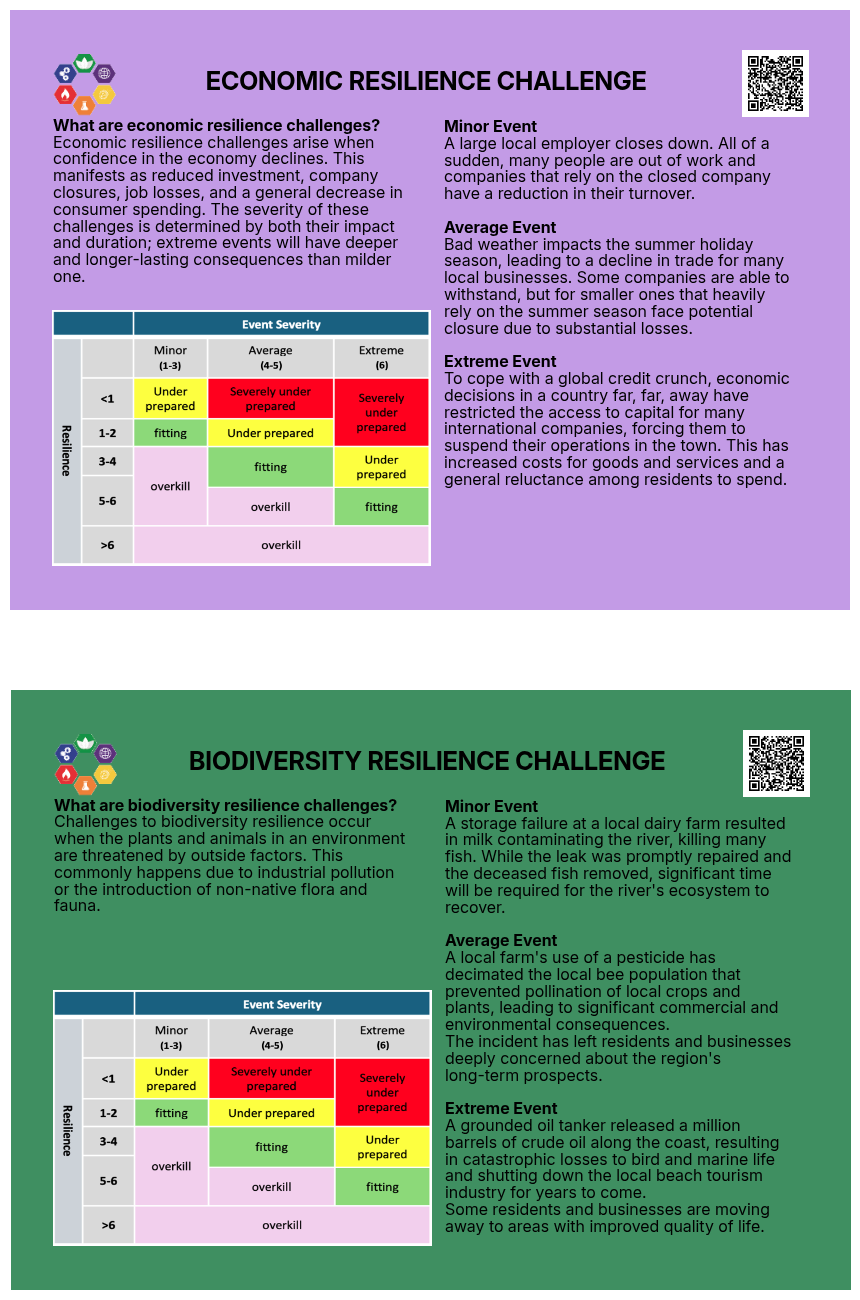 ECONOMIC RESILIENCE CHALLENGE
What are economic resilience challenges?
Economic resilience challenges arise when
confidence in the economy declines. This
manifests as reduced investment, company
closures, job losses, and a general decrease in
consumer spending. The severity of these
challenges is determined by both their impact
and duration; extreme events will have deeper
and longer-lasting consequences than milder
one.
Event Severity
Minor
(1-3)
Average
(4-5)
Extreme
(6)
Resilience
<1
Under
prepared
Severely under
prepared
Severely
under
prepared
1-2
fitting
Under prepared
3-4
overkill
fitting
Under
prepared
5-6
overkill
fitting
>6
overkill
Minor Event
A large local employer closes down. All of a
sudden, many people are out of work and
companies that rely on the closed company
have a reduction in their turnover.
Average Event
Bad weather impacts the summer holiday
season, leading to a decline in trade for many
local businesses. Some companies are able to
withstand, but for smaller ones that heavily
rely on the summer season face potential
closure due to substantial losses.
Extreme Event
To cope with a global credit crunch, economic
decisions in a country far, far, away have
restricted the access to capital for many
international companies, forcing them to
suspend their operations in the town. This has
increased costs for goods and services and a
general reluctance among residents to spend.
BIODIVERSITY RESILIENCE CHALLENGE
What are biodiversity resilience challenges?
Challenges to biodiversity resilience occur
when the plants and animals in an environment
are threatened by outside factors. This
commonly happens due to industrial pollution
or the introduction of non-native flora and
fauna.
Event Severity
Minor
(1-3)
Average
(4-5)
Extreme
(6)
Resilience
<1
Under
prepared
Severely under
prepared
Severely
under
prepared
1-2
fitting
Under prepared
3-4
overkill
fitting
Under
prepared
5-6
overkill
fitting
>6
overkill
Minor Event
A storage failure at a local dairy farm resulted
in milk contaminating the river, killing many
fish. While the leak was promptly repaired and
the deceased fish removed, significant time
will be required for the river's ecosystem to
recover.
Average Event
A local farm's use of a pesticide has
decimated the local bee population that
prevented pollination of local crops and
plants, leading to significant commercial and
environmental consequences.
The incident has left residents and businesses
deeply concerned about the region's
long-term prospects.
Extreme Event
A grounded oil tanker released a million
barrels of crude oil along the coast, resulting
in catastrophic losses to bird and marine life
and shutting down the local beach tourism
industry for years to come.
Some residents and businesses are moving
away to areas with improved quality of life.